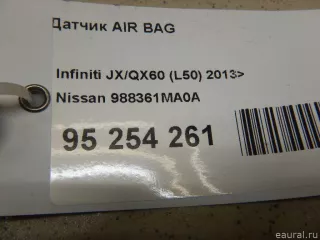 Датчик AIR BAG
Infiniti JX/QX60 (L50) 2013>
Nissan 988361MA0A
95 254 261
eaural.ru